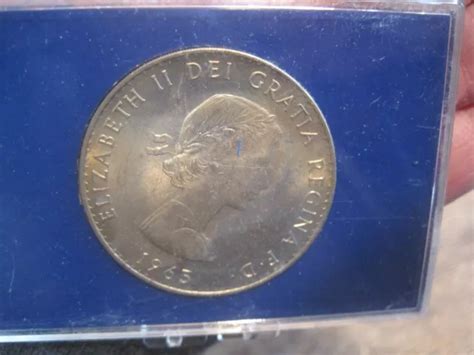 ELIZABETH II DEI GRATIA REGINA F.D.
1965